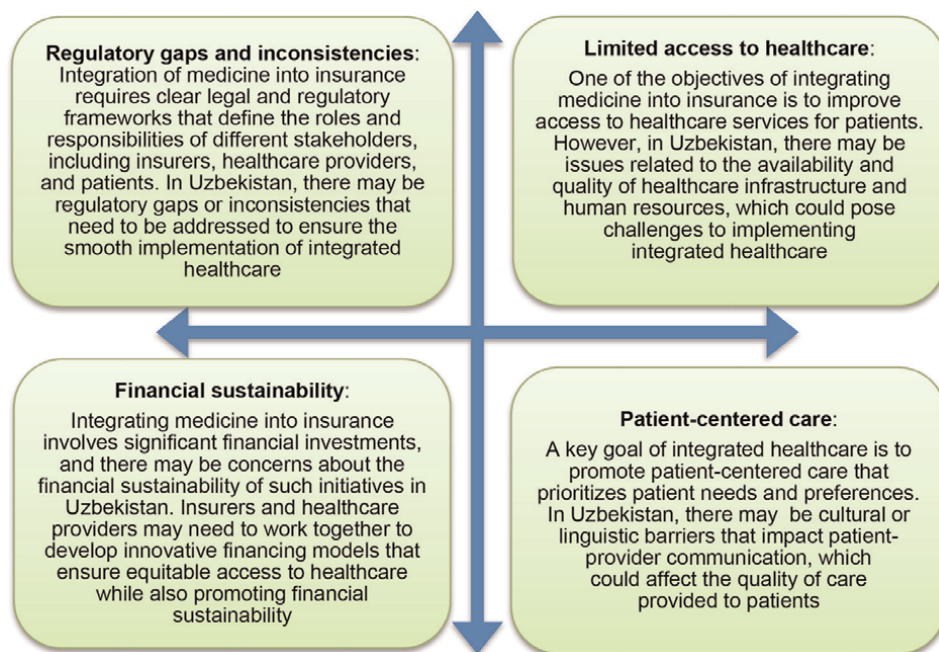 Regulatory gaps and inconsistencies:
Integration of medicine into insurance
requires clear legal and regulatory
frameworks that define the roles and
responsibilities of different stakeholders,
including insurers, healthcare providers,
and patients. In Uzbekistan, there may be
regulatory gaps or inconsistencies that
need to be addressed to ensure the
smooth implementation of integrated
healthcare
Limited access to healthcare:
One of the objectives of integrating
medicine into insurance is to improve
access to healthcare services for patients.
However, in Uzbekistan, there may be
issues related to the availability and
quality of healthcare infrastructure and
human resources, which could pose
challenges to implementing
integrated healthcare
Financial sustainability:
Integrating medicine into insurance
involves significant financial investments,
and there may be concerns about the
financial sustainability of such initiatives in
Uzbekistan. Insurers and healthcare
providers may need to work together to
develop innovative financing models that
ensure equitable access to healthcare
while also promoting financial
sustainability
Patient-centered care:
A key goal of integrated healthcare is to
promote patient-centered care that
prioritizes patient needs and preferences.
In Uzbekistan, there may be cultural or
linguistic barriers that impact patient-
provider communication, which
could affect the quality of care
provided to patients